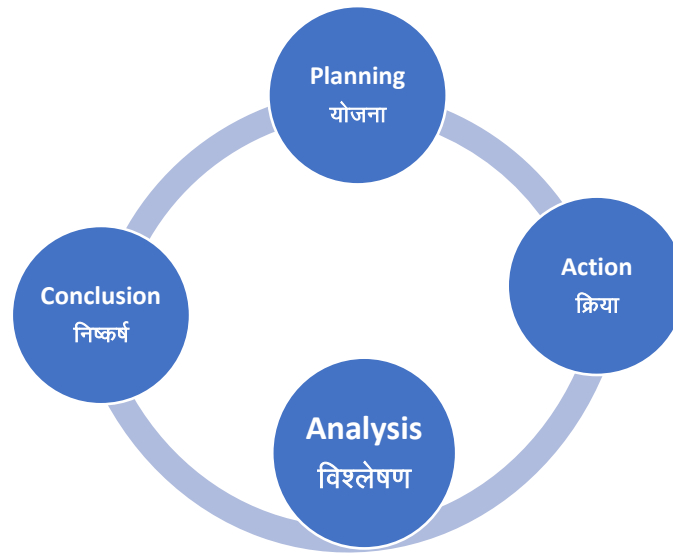 Planning
योजना
Action
क्रिया
Analysis
विश्लेषण
Conclusion
निष्कर्ष